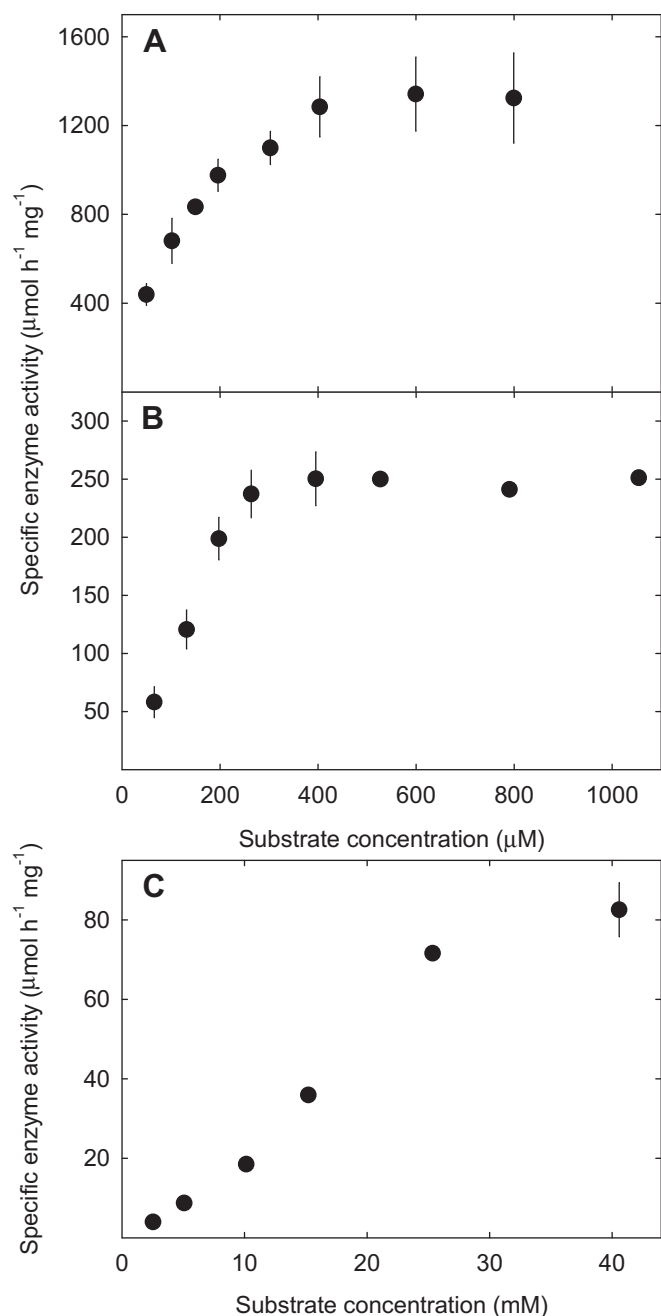 A
1600
1200
800
400
Specific enzyme activity (μmol h⁻¹ mg⁻¹)
B
300
250
200
150
100
50
0 200 400 600 800 1000
Substrate concentration (μM)
C
80
60
40
20
Specific enzyme activity (μmol h⁻¹ mg⁻¹)
0 10 20 30 40
Substrate concentration (mM)